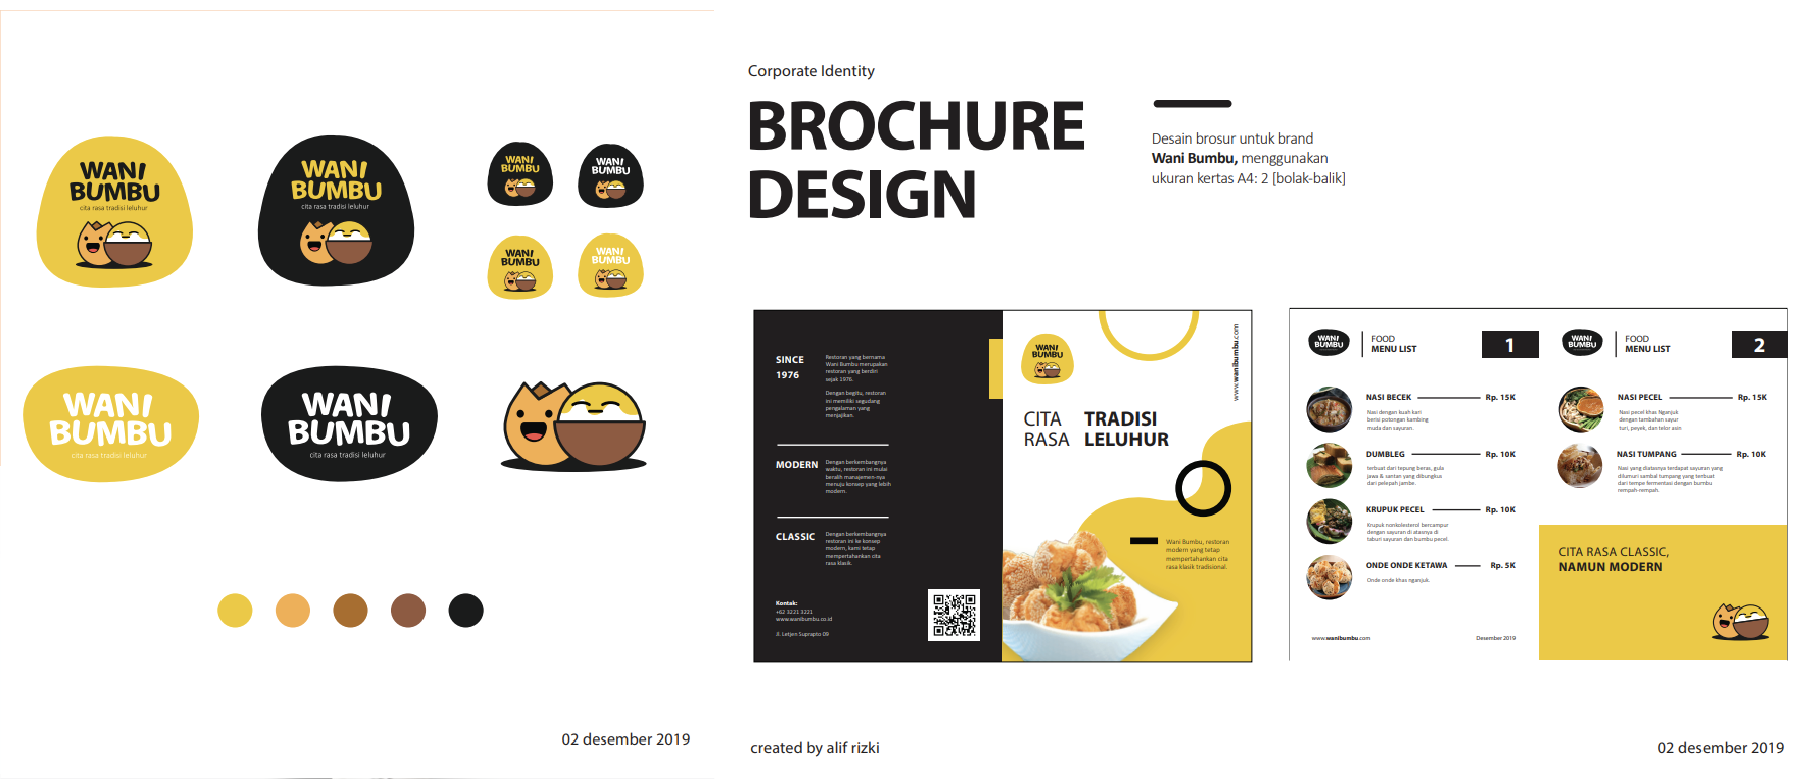 WANI
BUMBU
cita rasa tradisi leluhur
WANI
BUMBU
cita rasa tradisi leluhur
WANI
BUMBU
WANI
BUMBU
WANI
BUMBU
WANI
BUMBU
WANI
BUMBU
cita rasa tradisi leluhur
WANI
BUMBU
cita rasa tradisi leluhur
02 desember 2019
Corporate Identity
BROCHURE
DESIGN
Desain brosur untuk brand
Wani Bumbu, menggunakan
ukuran kertas A4: 2 [bolak-balik]
SINCE
1976
Restoran yang bernama
Wani Bumbu merupakan
restoran yang berdiri
sejak 1976.
Dengan begitu, restoran
ini memiliki segudang
pengalaman yang
menjajikan.
MODERN
Dengan berkembangnya
waktu, restoran ini mulai
beralih manajemen-nya
menuju konsep yang lebih
modern.
CLASSIC
Dengan berkembangnya
restoran ini ke konsep
modern, kami tetap
mempertahankan cita
rasa klasik.
Kontak:
+62 3221 3221
www.wanibumbu.co.id
Jl. Letjen Suprapto 09
WANI
BUMBU
www.wanibumbu.com
CITA TRADISI
RASA LELUHUR
Wani Bumbu, restoran
modern yang tetap
mempertahankan cita
rasa klasik tradisional.
WANI
BUMBU
FOOD
MENU LIST
1
NASI BECEK Rp. 15K
Nasi dengan kuah kari
berisi potongan kambing
muda dan sayuran.
DUMBLEG Rp. 10K
terbuat dari tepung beras, gula
jawa & santan yang dibungkus
dari pelepah jambe.
KRUPUK PECEL Rp. 10K
Krupuk nonkolesterol bercampur
dengan sayuran di atasnya di
taburi sayuran dan bumbu pecel.
ONDE ONDE KETAWA Rp. 5K
Onde onde khas nganjuk.
www.wanibumbu.com
Desember 2019
WANI
BUMBU
FOOD
MENU LIST
2
NASI PECEL Rp. 15K
Nasi pecel khas Nganjuk
dengan tambahan sayur
turi, peyek, dan telor asin
NASI TUMPANG Rp. 10K
Nasi yang diatasnya terdapat sayuran yang
dilumuri sambal tumpang yang terbuat
dari tempe fermentasi dengan bumbu
rempah-rempah.
CITA RASA CLASSIC,
NAMUN MODERN
created by alif rizki
02 desember 2019